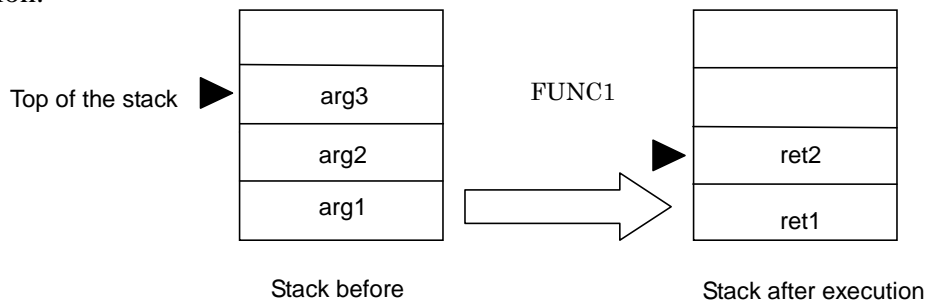 Top of the stack
arg3
arg2
arg1
FUNC1
ret2
ret1
Stack before
Stack after execution